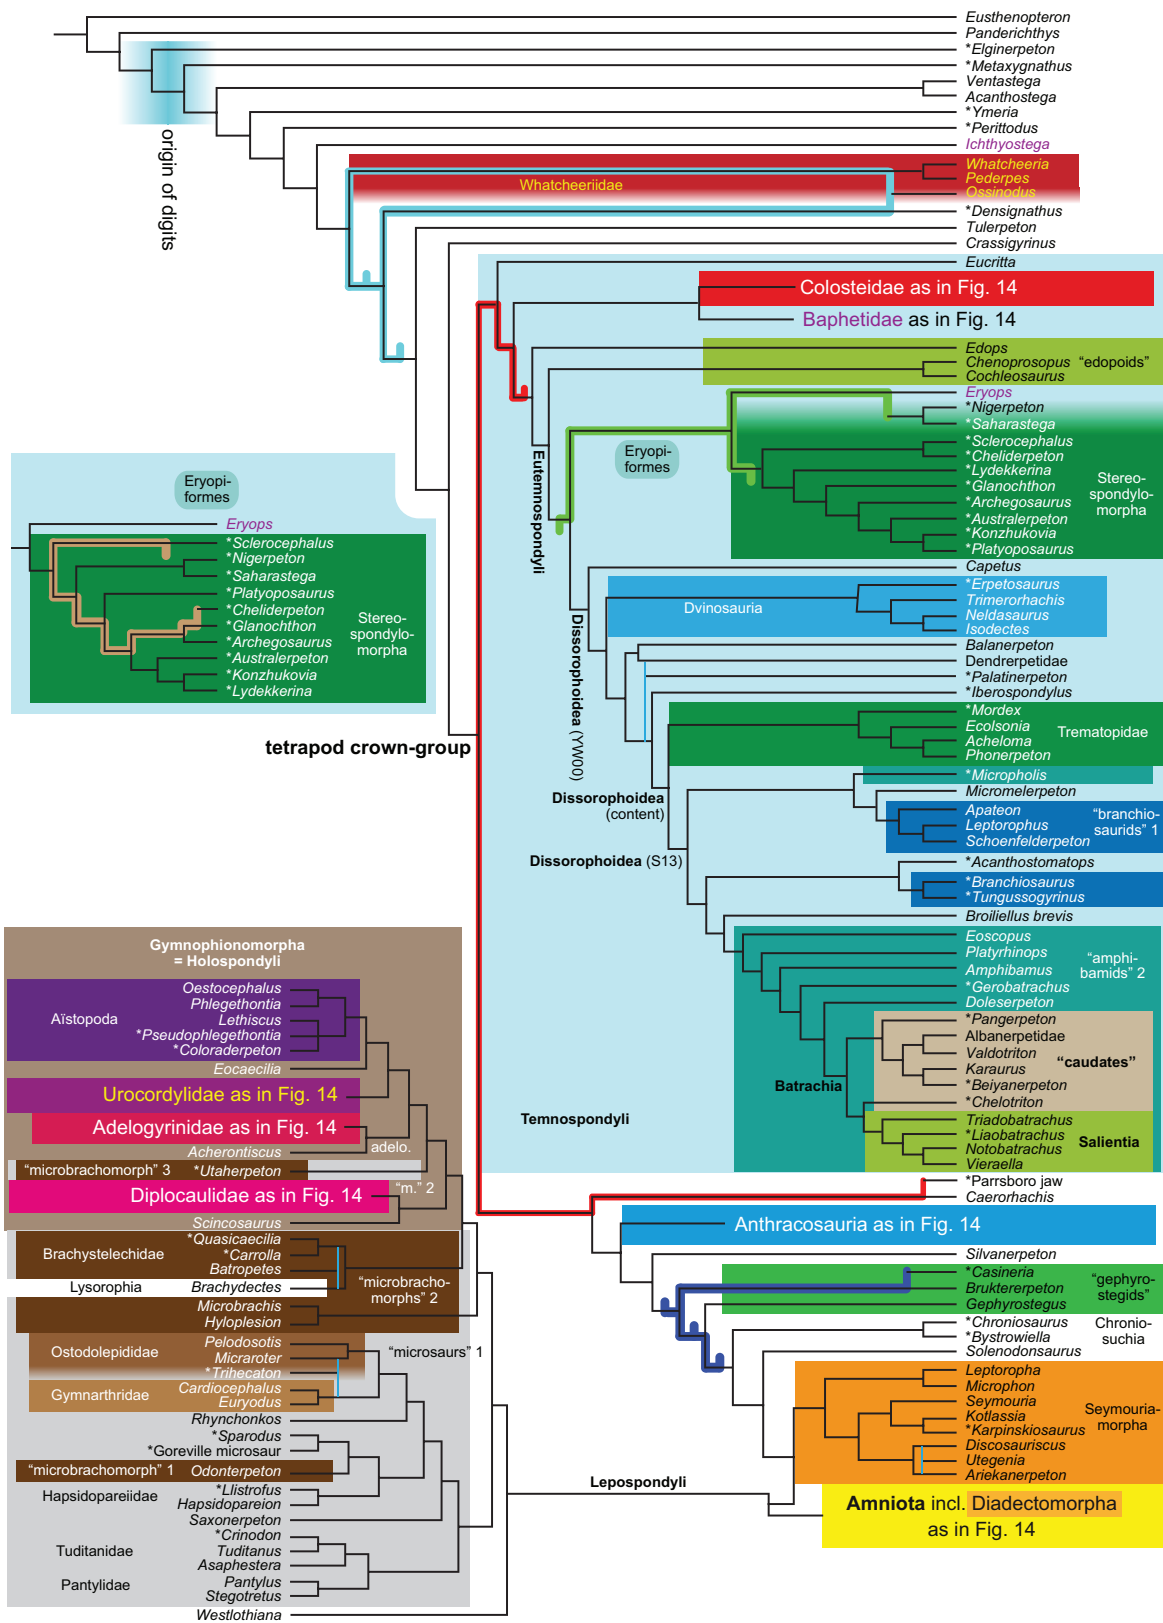 Eusthenopteron
Panderichthys
*Elginerpeton
*Metaxygnathus
Ventastega
Acanthostega
*Ymeria
*Perittodus
Ichthyostega
origin of digits
Whatcheeriidae
Whatcheeria
Pederpes
Ossinodus
*Densignathus
Tulerpeton
Crassigyrinus
Eucritta
Colosteidae as in Fig. 14
Baphetidae as in Fig. 14
Edops
Chenoprosopus
Cochleosaurus
“edopoids”
Eryops
*Nigerpeton
*Saharastega
Eryopi-
formes
Eutemnospondyli
*Sclerocephalus
*Cheliderpeton
*Lydekkerina
*Glanochthon
*Archegosaurus
*Australerpeton
*Konzhukovia
*Platyoposaurus
Stereo-
spondylo-
morpha
Eryopi-
formes
Eryops
*Sclerocephalus
*Nigerpeton
*Saharastega
*Platyoposaurus
*Cheliderpeton
*Glanochthon
*Archegosaurus
*Australerpeton
*Konzhukovia
*Lydekkerina
Stereo-
spondylo-
morpha
Capetus
Dvinosauria
*Erpetosaurus
Trimerorhachis
Neldasaurus
Isodectes
Dissorophoidea (YW00)
Balanerpeton
Dendrerpetidae
*Palatinerpeton
*Iberospondylus
*Mordex
Ecolsonia
Acheloma
Phonerpeton
Trematopidae
tetrapod crown-group
Dissorophoidea
(content)
Dissorophoidea (S13)
*Micropholis
Micromelerpeton
Apateon
Leptorophus
Schoenfelderpeton
“branchio-
saurids” 1
*Acanthostomatops
*Branchiosaurus
*Tungussogyrinus
Broiliellus brevis
Eoscopus
Platyrhinops
Amphibamus
*Gerobatrachus
Doleserpeton
“amphi-
bamids” 2
*Pangerpeton
Albanerpetidae
Valdotriton
Karaurus
*Beiyanerpeton
*Chelotriton
“caudates”
Batrachia
Triadobatrachus
*Liaobatrachus
Notobatrachus
Vieraella
Salientia
Temnospondyli
*Parrsboro jaw
Caerorhachis
Anthracosauria as in Fig. 14
Silvanerpeton
*Casineria
Bruktererpeton
Gephyrostegus
“gephyro-
stegids”
*Chroniosaurus
*Bystrowiella
Chronio-
suchia
Solenodonsaurus
Leptoropha
Microphon
Seymouria
Kotlassia
*Karpinskiosaurus
Discosauriscus
Utegenia
Ariekanerpeton
Seymouria-
morpha
Amniota incl. Diadectomorpha
as in Fig. 14
Lepospondyli
Gymnophionomorpha
= Holospondyli
Aïstopoda
Oestocephalus
Phlegethontia
Lethiscus
*Pseudophlegethontia
*Coloraderpeton
Eocaecilia
Urocordylidae as in Fig. 14
Adelogyrinidae as in Fig. 14
Acherontiscus
adelo.
“microbrachomorph” 3
*Utaherpeton
“m.” 2
Diplocaulidae as in Fig. 14
Scincosaurus
Brachystelechidae
*Quasicaecilia
*Carrolla
Batropetes
Lysorophia
Brachydectes
“microbracho-
morphs” 2
Microbrachis
Hyloplesion
Ostodolepididae
Pelodosotis
Micraroter
*Trihecaton
“microsaurs” 1
Gymnarthridae
Cardiocephalus
Euryodus
Rhynchonkos
*Sparodus
*Goreville microsaur
“microbrachomorph” 1
Odonterpeton
Hapsidopareiidae
*Llistrofus
Hapsidopareion
Saxonerpeton
*Crinodon
Tuditanidae
Tuditanus
Asaphestera
Pantylidae
Pantylus
Stegotretus
Westlothiana